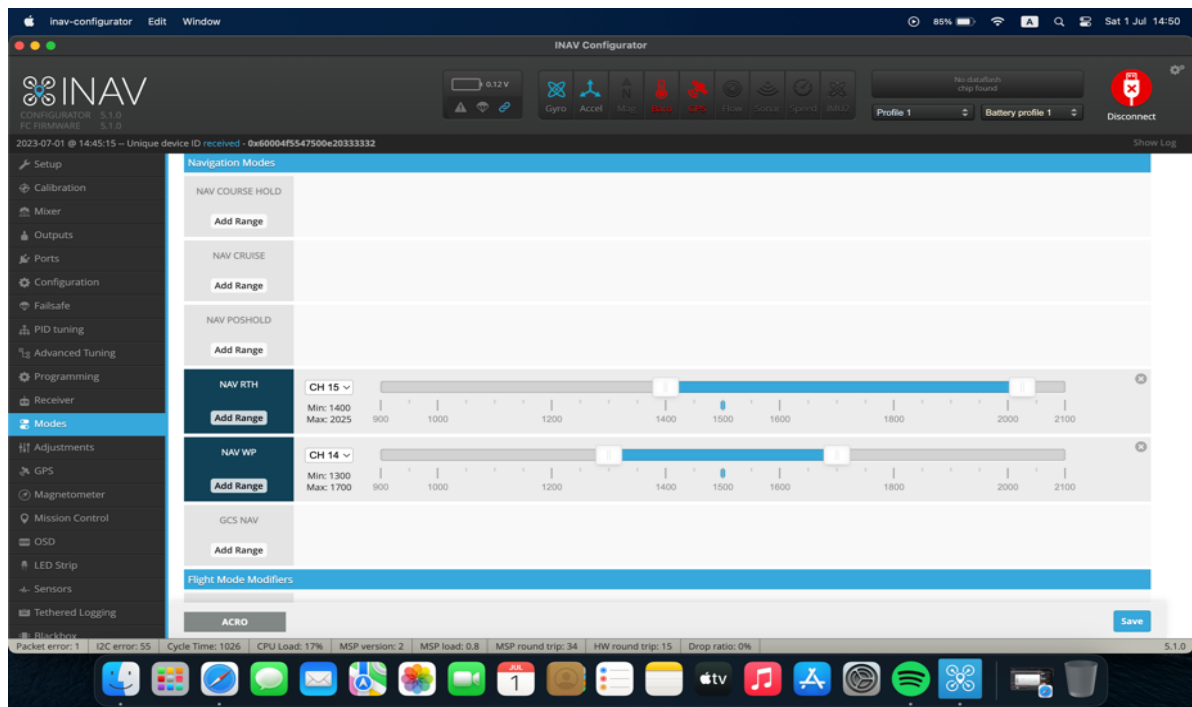 inav-configurator Edit Window 85% A Sat 1 Jul 14:50
INAV Configurator
INAV
CONFIGURATOR 5.1.0
FC FIRMWARE 5.1.0
0.12 V
Gyro Accel Mag Baro GPS Flow Sonar Speed IMU2
No dataflash
chip found
Profile 1 Battery profile 1
Disconnect
2023-07-01 @ 14:45:15 -- Unique device ID received - 0x60004f5547500e20333332 Show Log
Setup
Calibration
Mixer
Outputs
Ports
Configuration
Failsafe
PID tuning
Advanced Tuning
Programming
Receiver
Modes
Adjustments
GPS
Magnetometer
Mission Control
OSD
LED Strip
Sensors
Tethered Logging
Blackbox
Navigation Modes
NAV COURSE HOLD
Add Range
NAV CRUISE
Add Range
NAV POSHOLD
Add Range
NAV RTH
Add Range
CH 15
Min: 1400
Max: 2025
900 1000 1200 1400 1500 1600 1800 2000 2100
NAV WP
Add Range
CH 14
Min: 1300
Max: 1700
900 1000 1200 1400 1500 1600 1800 2000 2100
GCS NAV
Add Range
Flight Mode Modifiers
ACRO
Save
Packet error: 1 I2C error: 55 Cycle Time: 1026 CPU Load: 17% MSP version: 2 MSP load: 0.8 MSP round trip: 34 HW round trip: 15 Drop ratio: 0% 5.1.0
JUL
1
tv